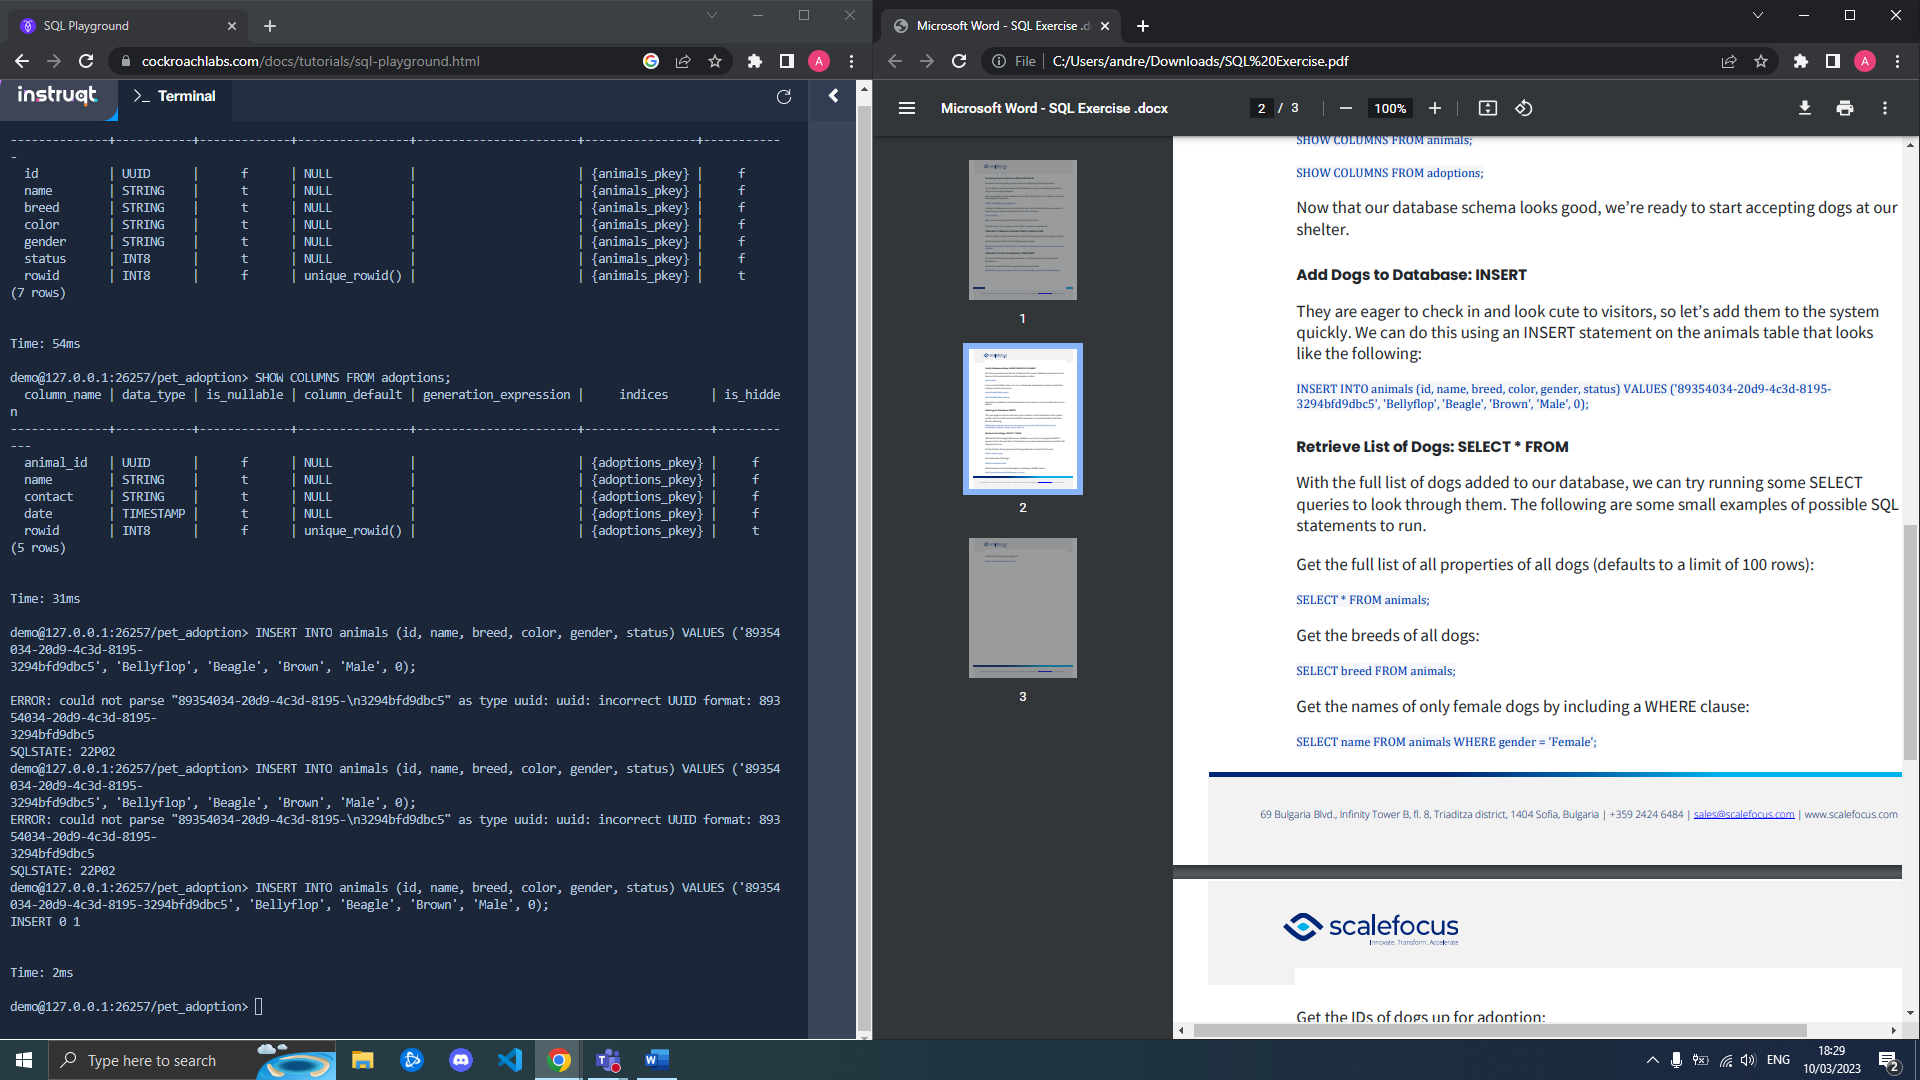 SQL Playground
cockroachlabs.com/docs/tutorials/sql-playground.html
instruqt
>_ Terminal
--------------+-----------+-------------+----------------+-----------------------+----------------+-----------
-
id | UUID | f | NULL | | {animals_pkey} | f
name | STRING | t | NULL | | {animals_pkey} | f
breed | STRING | t | NULL | | {animals_pkey} | f
color | STRING | t | NULL | | {animals_pkey} | f
gender | STRING | t | NULL | | {animals_pkey} | f
status | INT8 | t | NULL | | {animals_pkey} | f
rowid | INT8 | f | unique_rowid() | | {animals_pkey} | t
(7 rows)
Time: 54ms
demo@127.0.0.1:26257/pet_adoption> SHOW COLUMNS FROM adoptions;
column_name | data_type | is_nullable | column_default | generation_expression | indices | is_hidde
n
--------------+-----------+-------------+----------------+-----------------------+------------------+---------
---
animal_id | UUID | f | NULL | | {adoptions_pkey} | f
name | STRING | t | NULL | | {adoptions_pkey} | f
contact | STRING | t | NULL | | {adoptions_pkey} | f
date | TIMESTAMP | t | NULL | | {adoptions_pkey} | f
rowid | INT8 | f | unique_rowid() | | {adoptions_pkey} | t
(5 rows)
Time: 31ms
demo@127.0.0.1:26257/pet_adoption> INSERT INTO animals (id, name, breed, color, gender, status) VALUES ('89354
034-20d9-4c3d-8195-
3294bfd9dbc5', 'Bellyflop', 'Beagle', 'Brown', 'Male', 0);
ERROR: could not parse "89354034-20d9-4c3d-8195-\n3294bfd9dbc5" as type uuid: uuid: incorrect UUID format: 893
54034-20d9-4c3d-8195-
3294bfd9dbc5
SQLSTATE: 22P02
demo@127.0.0.1:26257/pet_adoption> INSERT INTO animals (id, name, breed, color, gender, status) VALUES ('89354
034-20d9-4c3d-8195-
3294bfd9dbc5', 'Bellyflop', 'Beagle', 'Brown', 'Male', 0);
ERROR: could not parse "89354034-20d9-4c3d-8195-\n3294bfd9dbc5" as type uuid: uuid: incorrect UUID format: 893
54034-20d9-4c3d-8195-
3294bfd9dbc5
SQLSTATE: 22P02
demo@127.0.0.1:26257/pet_adoption> INSERT INTO animals (id, name, breed, color, gender, status) VALUES ('89354
034-20d9-4c3d-8195-3294bfd9dbc5', 'Bellyflop', 'Beagle', 'Brown', 'Male', 0);
INSERT 0 1
Time: 2ms
demo@127.0.0.1:26257/pet_adoption>
Microsoft Word - SQL Exercise .d
File | C:/Users/andre/Downloads/SQL%20Exercise.pdf
Microsoft Word - SQL Exercise .docx
2 / 3
100%
1
2
3
SHOW COLUMNS FROM animals;
SHOW COLUMNS FROM adoptions;
Now that our database schema looks good, we're ready to start accepting dogs at our
shelter.
Add Dogs to Database: INSERT
They are eager to check in and look cute to visitors, so let's add them to the system
quickly. We can do this using an INSERT statement on the animals table that looks
like the following:
INSERT INTO animals (id, name, breed, color, gender, status) VALUES ('89354034-20d9-4c3d-8195-
3294bfd9dbc5', 'Bellyflop', 'Beagle', 'Brown', 'Male', 0);
Retrieve List of Dogs: SELECT * FROM
With the full list of dogs added to our database, we can try running some SELECT
queries to look through them. The following are some small examples of possible SQL
statements to run.
Get the full list of all properties of all dogs (defaults to a limit of 100 rows):
SELECT * FROM animals;
Get the breeds of all dogs:
SELECT breed FROM animals;
Get the names of only female dogs by including a WHERE clause:
SELECT name FROM animals WHERE gender = 'Female';
69 Bulgaria Blvd., Infinity Tower B, fl. 8, Triaditza district, 1404 Sofia, Bulgaria | +359 2424 6484 | sales@scalefocus.com | www.scalefocus.com
scalefocus
Innovate. Transform. Accelerate
Get the IDs of dogs up for adoption:
Type here to search
ENG
18:29
10/03/2023
2